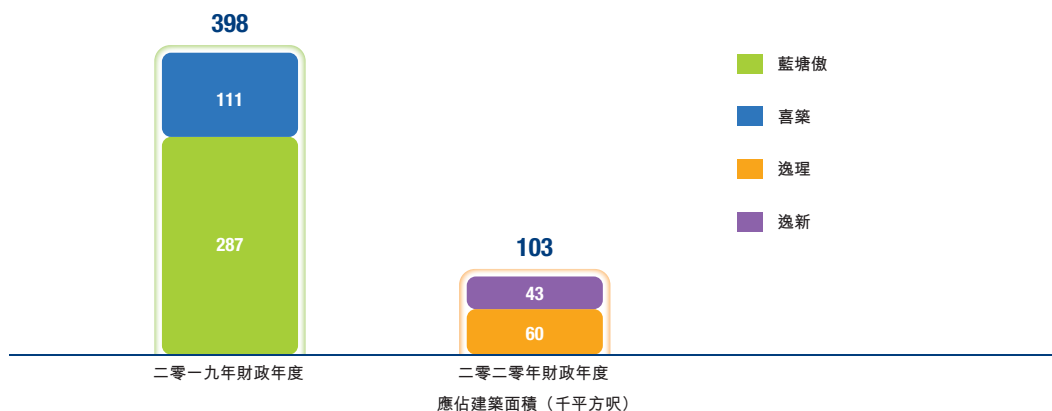 398
111
287
二零一九年財政年度
103
43
60
二零二零年財政年度
應佔建築面積（千平方呎）
藍塘傲
喜築
逸瑆
逸新